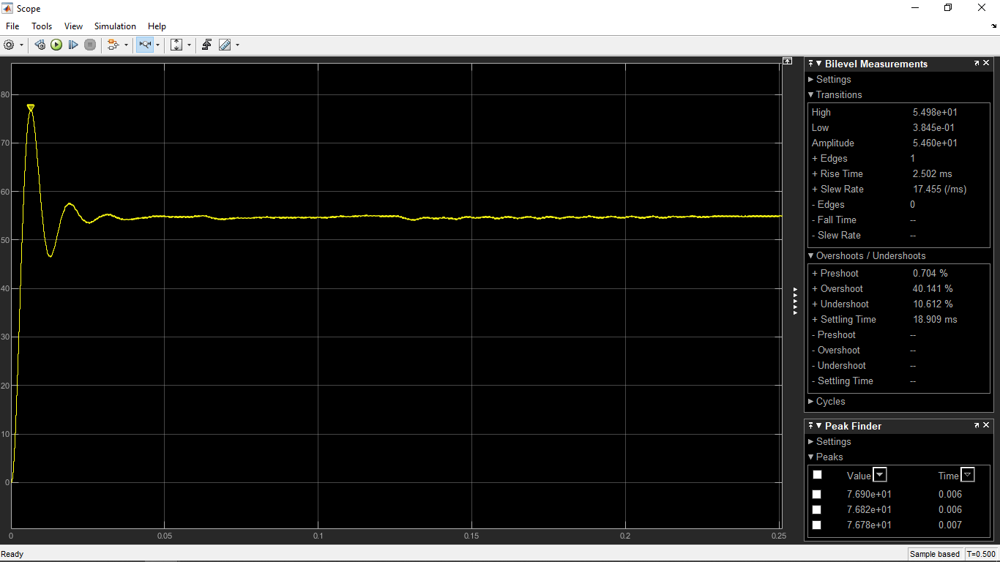 Scope
File Tools View Simulation Help
80
70
60
50
40
30
20
10
0
0 0.05 0.1 0.15 0.2 0.25
Bilevel Measurements
Settings
Transitions
High 5.498e+01
Low 3.845e-01
Amplitude 5.460e+01
+ Edges 1
+ Rise Time 2.502 ms
+ Slew Rate 17.455 (/ms)
- Edges 0
- Fall Time --
- Slew Rate --
Overshoots / Undershoots
+ Preshoot 0.704 %
+ Overshoot 40.141 %
+ Undershoot 10.612 %
+ Settling Time 18.909 ms
- Preshoot --
- Overshoot --
- Undershoot --
- Settling Time --
Cycles
Peak Finder
Settings
Peaks
Value Time
7.690e+01 0.006
7.682e+01 0.006
7.678e+01 0.007
Ready Sample based T=0.500